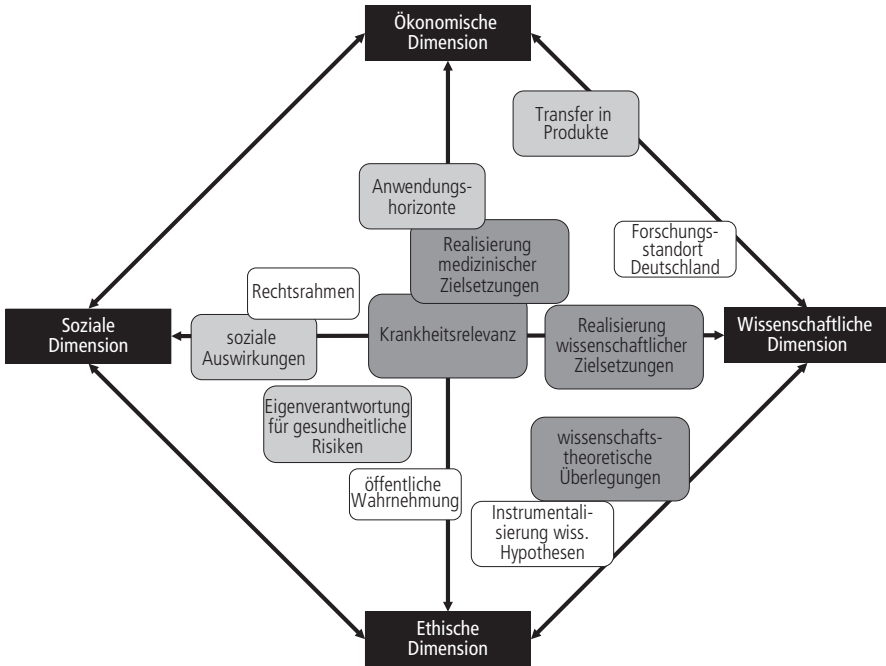 Ökonomische
Dimension
Transfer in
Produkte
Anwendungs-
horizonte
Realisierung
medizinischer
Zielsetzungen
Forschungs-
standort
Deutschland
Rechtsrahmen
Soziale
Dimension
soziale
Auswirkungen
Krankheitsrelevanz
Realisierung
wissenschaftlicher
Zielsetzungen
Wissenschaftliche
Dimension
Eigenverantwortung
für gesundheitliche
Risiken
wissenschafts-
theoretische
Überlegungen
öffentliche
Wahrnehmung
Instrumentali-
sierung wiss.
Hypothesen
Ethische
Dimension